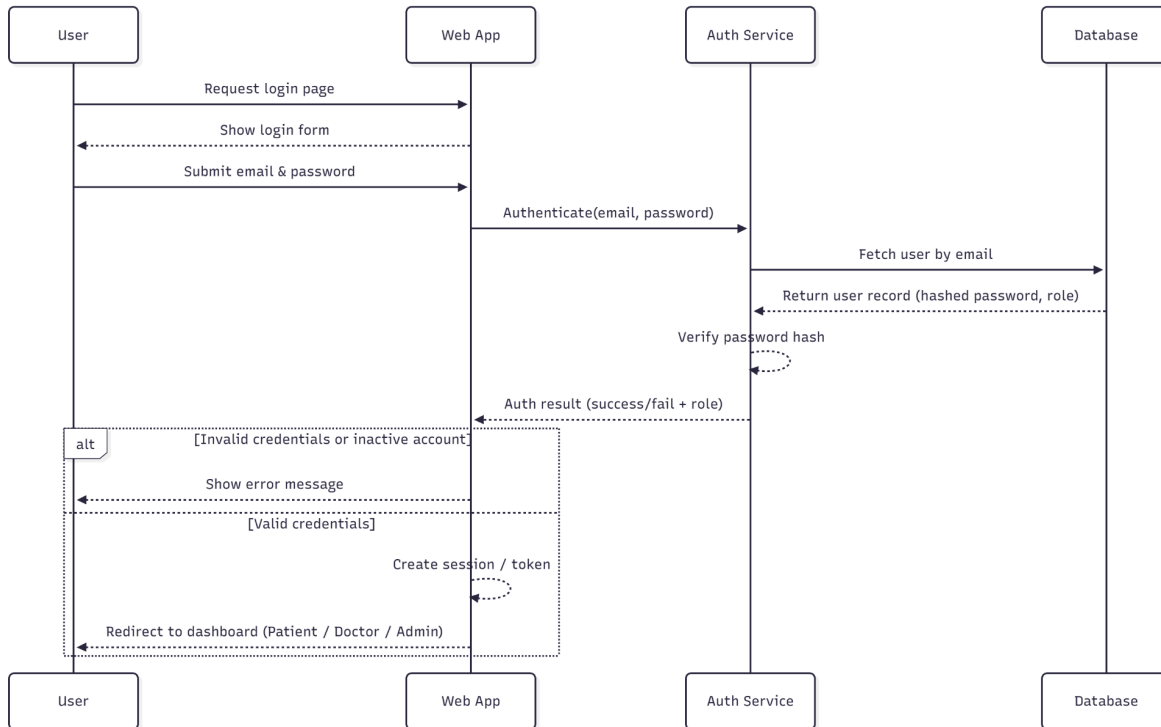 User
Web App
Auth Service
Database
Request login page
Show login form
Submit email & password
Authenticate(email, password)
Fetch user by email
Return user record (hashed password, role)
Verify password hash
Auth result (success/fail + role)
alt
[Invalid credentials or inactive account]
Show error message
[Valid credentials]
Create session / token
Redirect to dashboard (Patient / Doctor / Admin)
User
Web App
Auth Service
Database